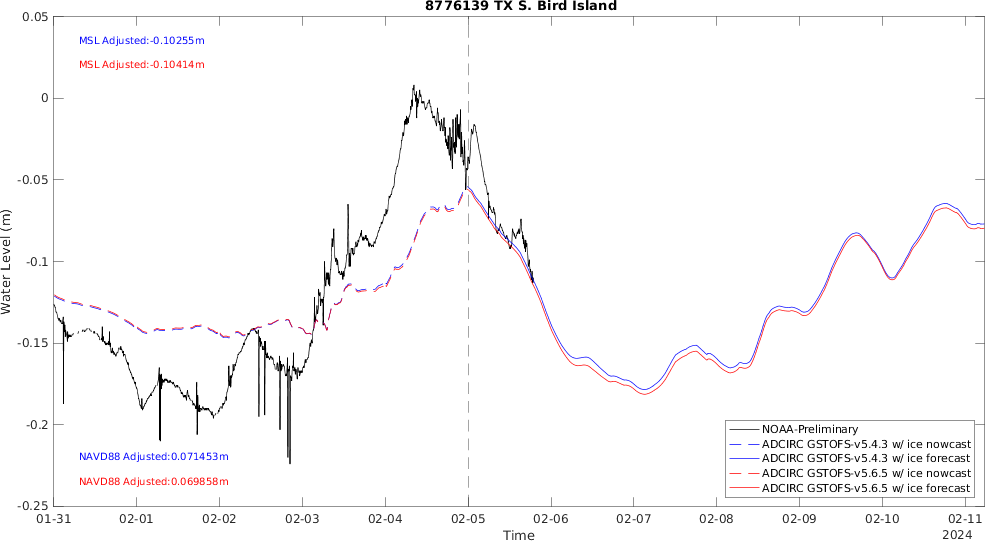 8776139 TX S. Bird Island
0.05
MSL Adjusted:-0.10255m
MSL Adjusted:-0.10414m
0
-0.05
-0.1
-0.15
-0.2
-0.25
Water Level (m)
NAVD88 Adjusted:0.071453m
NAVD88 Adjusted:0.069858m
NOAA-Preliminary
ADCIRC GSTOFS-v5.4.3 w/ ice nowcast
ADCIRC GSTOFS-v5.4.3 w/ ice forecast
ADCIRC GSTOFS-v5.6.5 w/ ice nowcast
ADCIRC GSTOFS-v5.6.5 w/ ice forecast
01-31 02-01 02-02 02-03 02-04 02-05 02-06 02-07 02-08 02-09 02-10 02-11
Time
2024